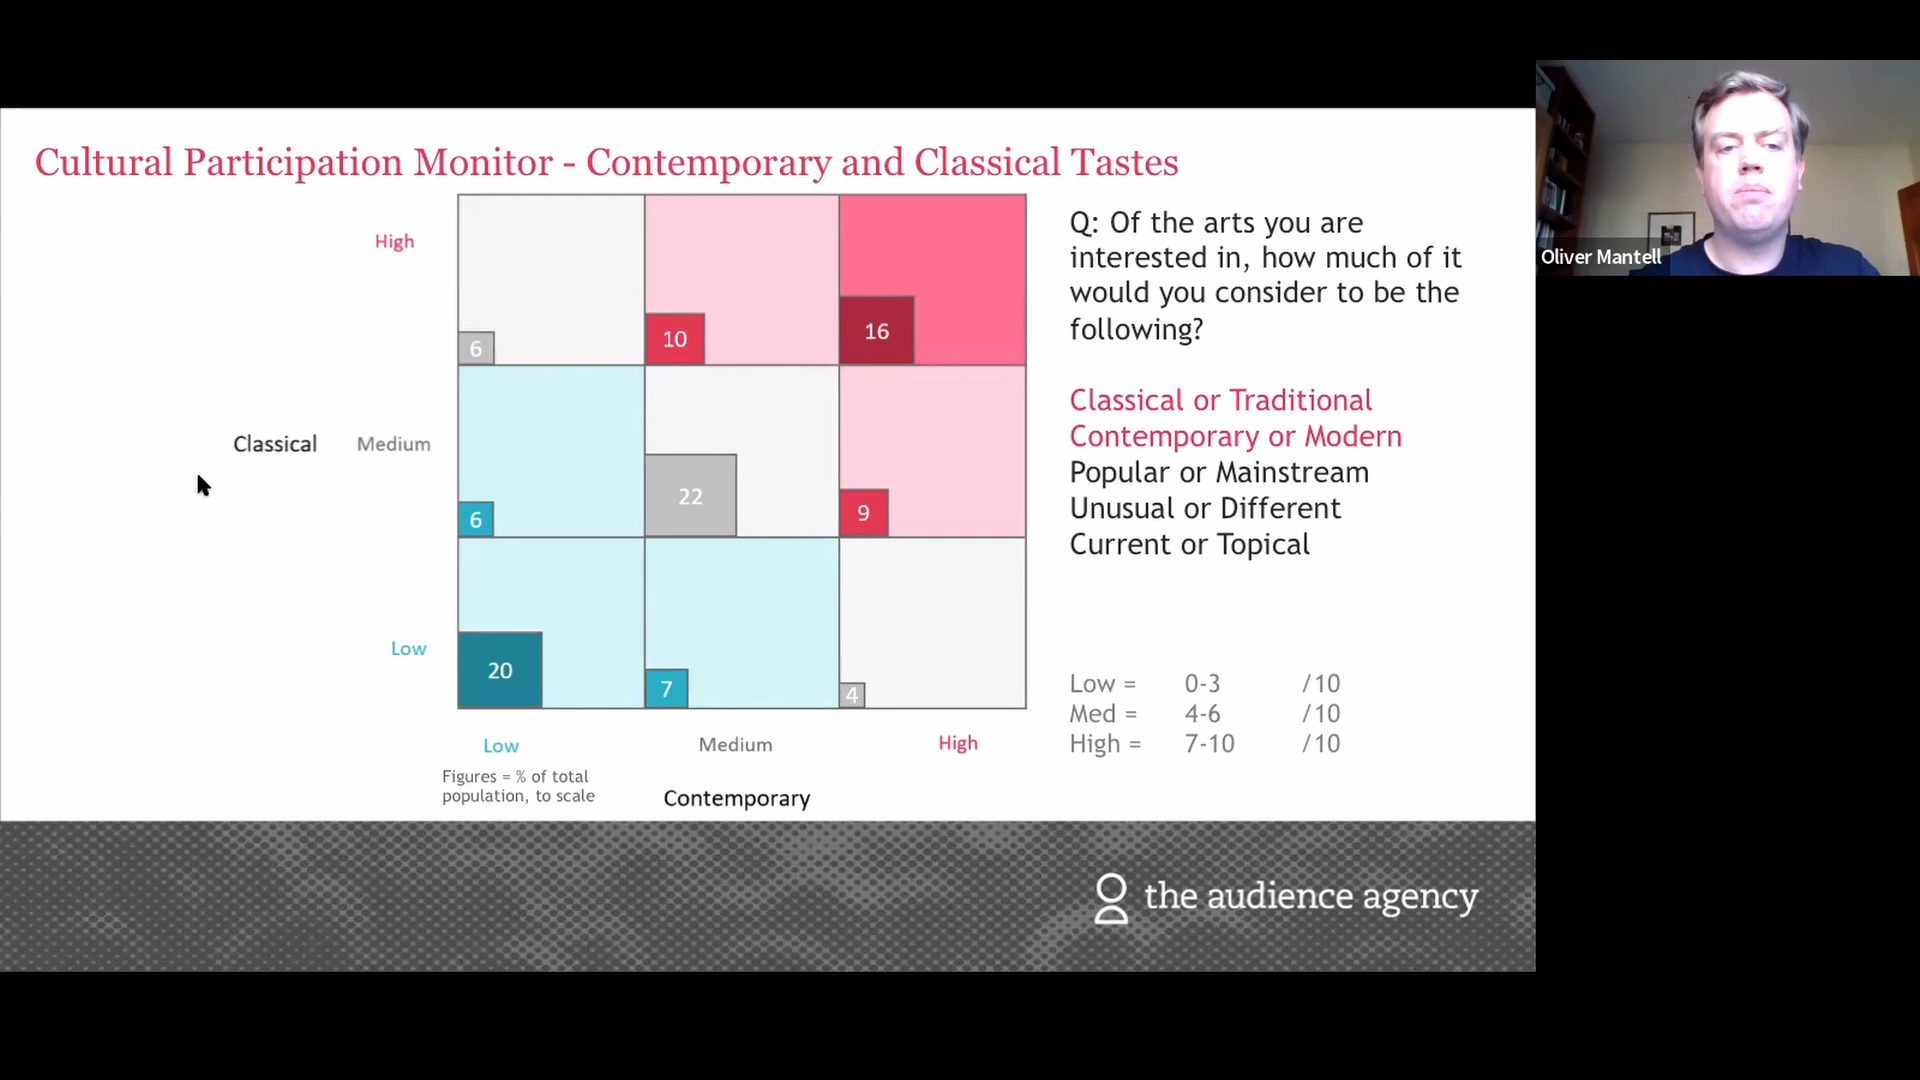 Cultural Participation Monitor - Contemporary and Classical Tastes
High
6
10
16
Classical
Medium
6
22
9
Low
20
7
4
Low
Medium
High
Figures = % of total
population, to scale
Contemporary
Q: Of the arts you are
interested in, how much of it
would you consider to be the
following?
Classical or Traditional
Contemporary or Modern
Popular or Mainstream
Unusual or Different
Current or Topical
Low = 0-3 /10
Med = 4-6 /10
High = 7-10 /10
the audience agency
Oliver Mantell